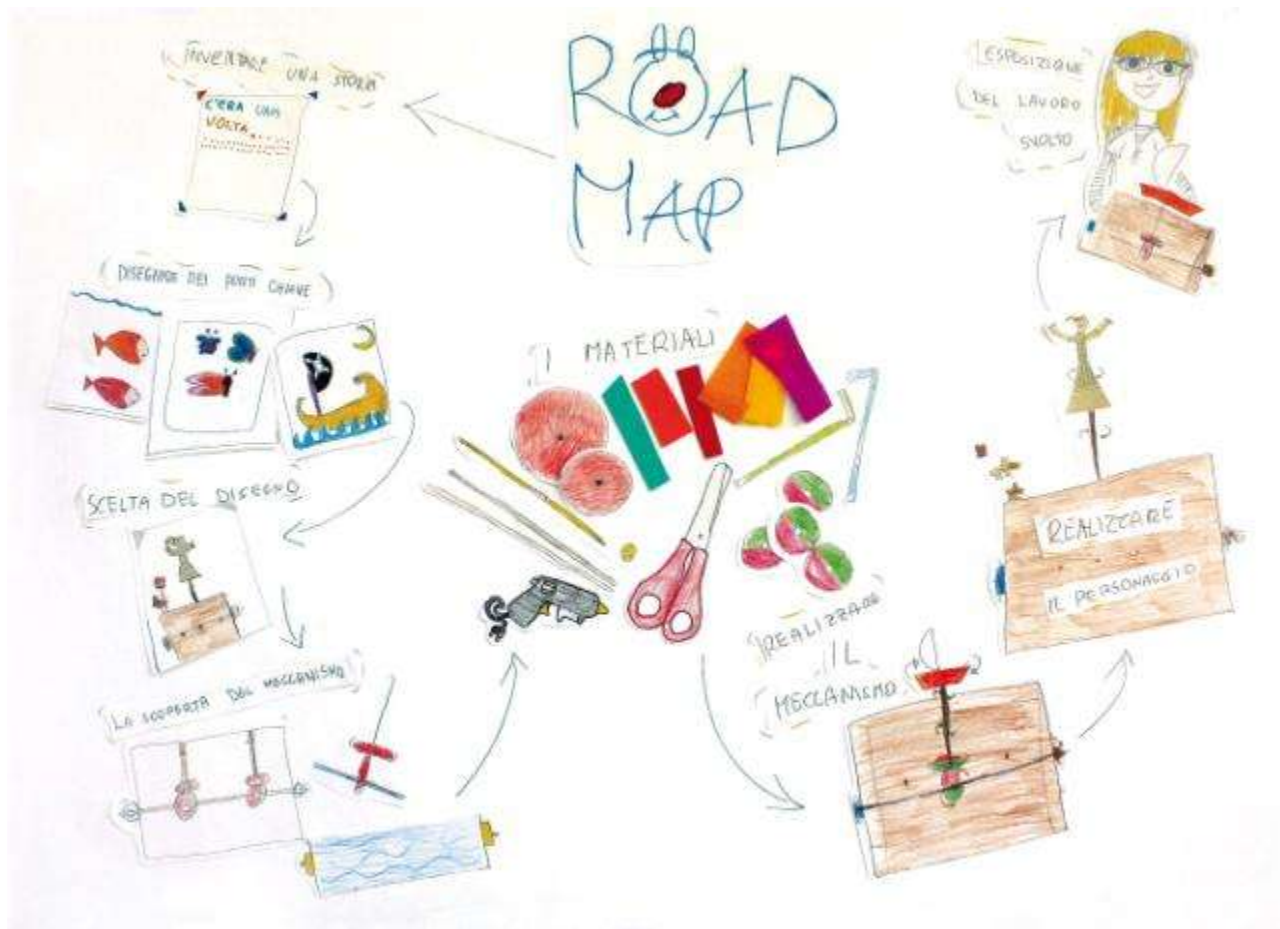 ROAD
MAP
INVENTARE UNA STORIA
C'ERA UNA
VOLTA
DISEGNARE DEI PUNTI CHIAVE
SCELTA DEL DISEGNO
LA SCOPERTA DEL MECCANISMO
I MATERIALI
REALIZZARE
IL
MECCANISMO
REALIZZARE
IL PERSONAGGIO
ESPOSIZIONE
DEL LAVORO
SVOLTO